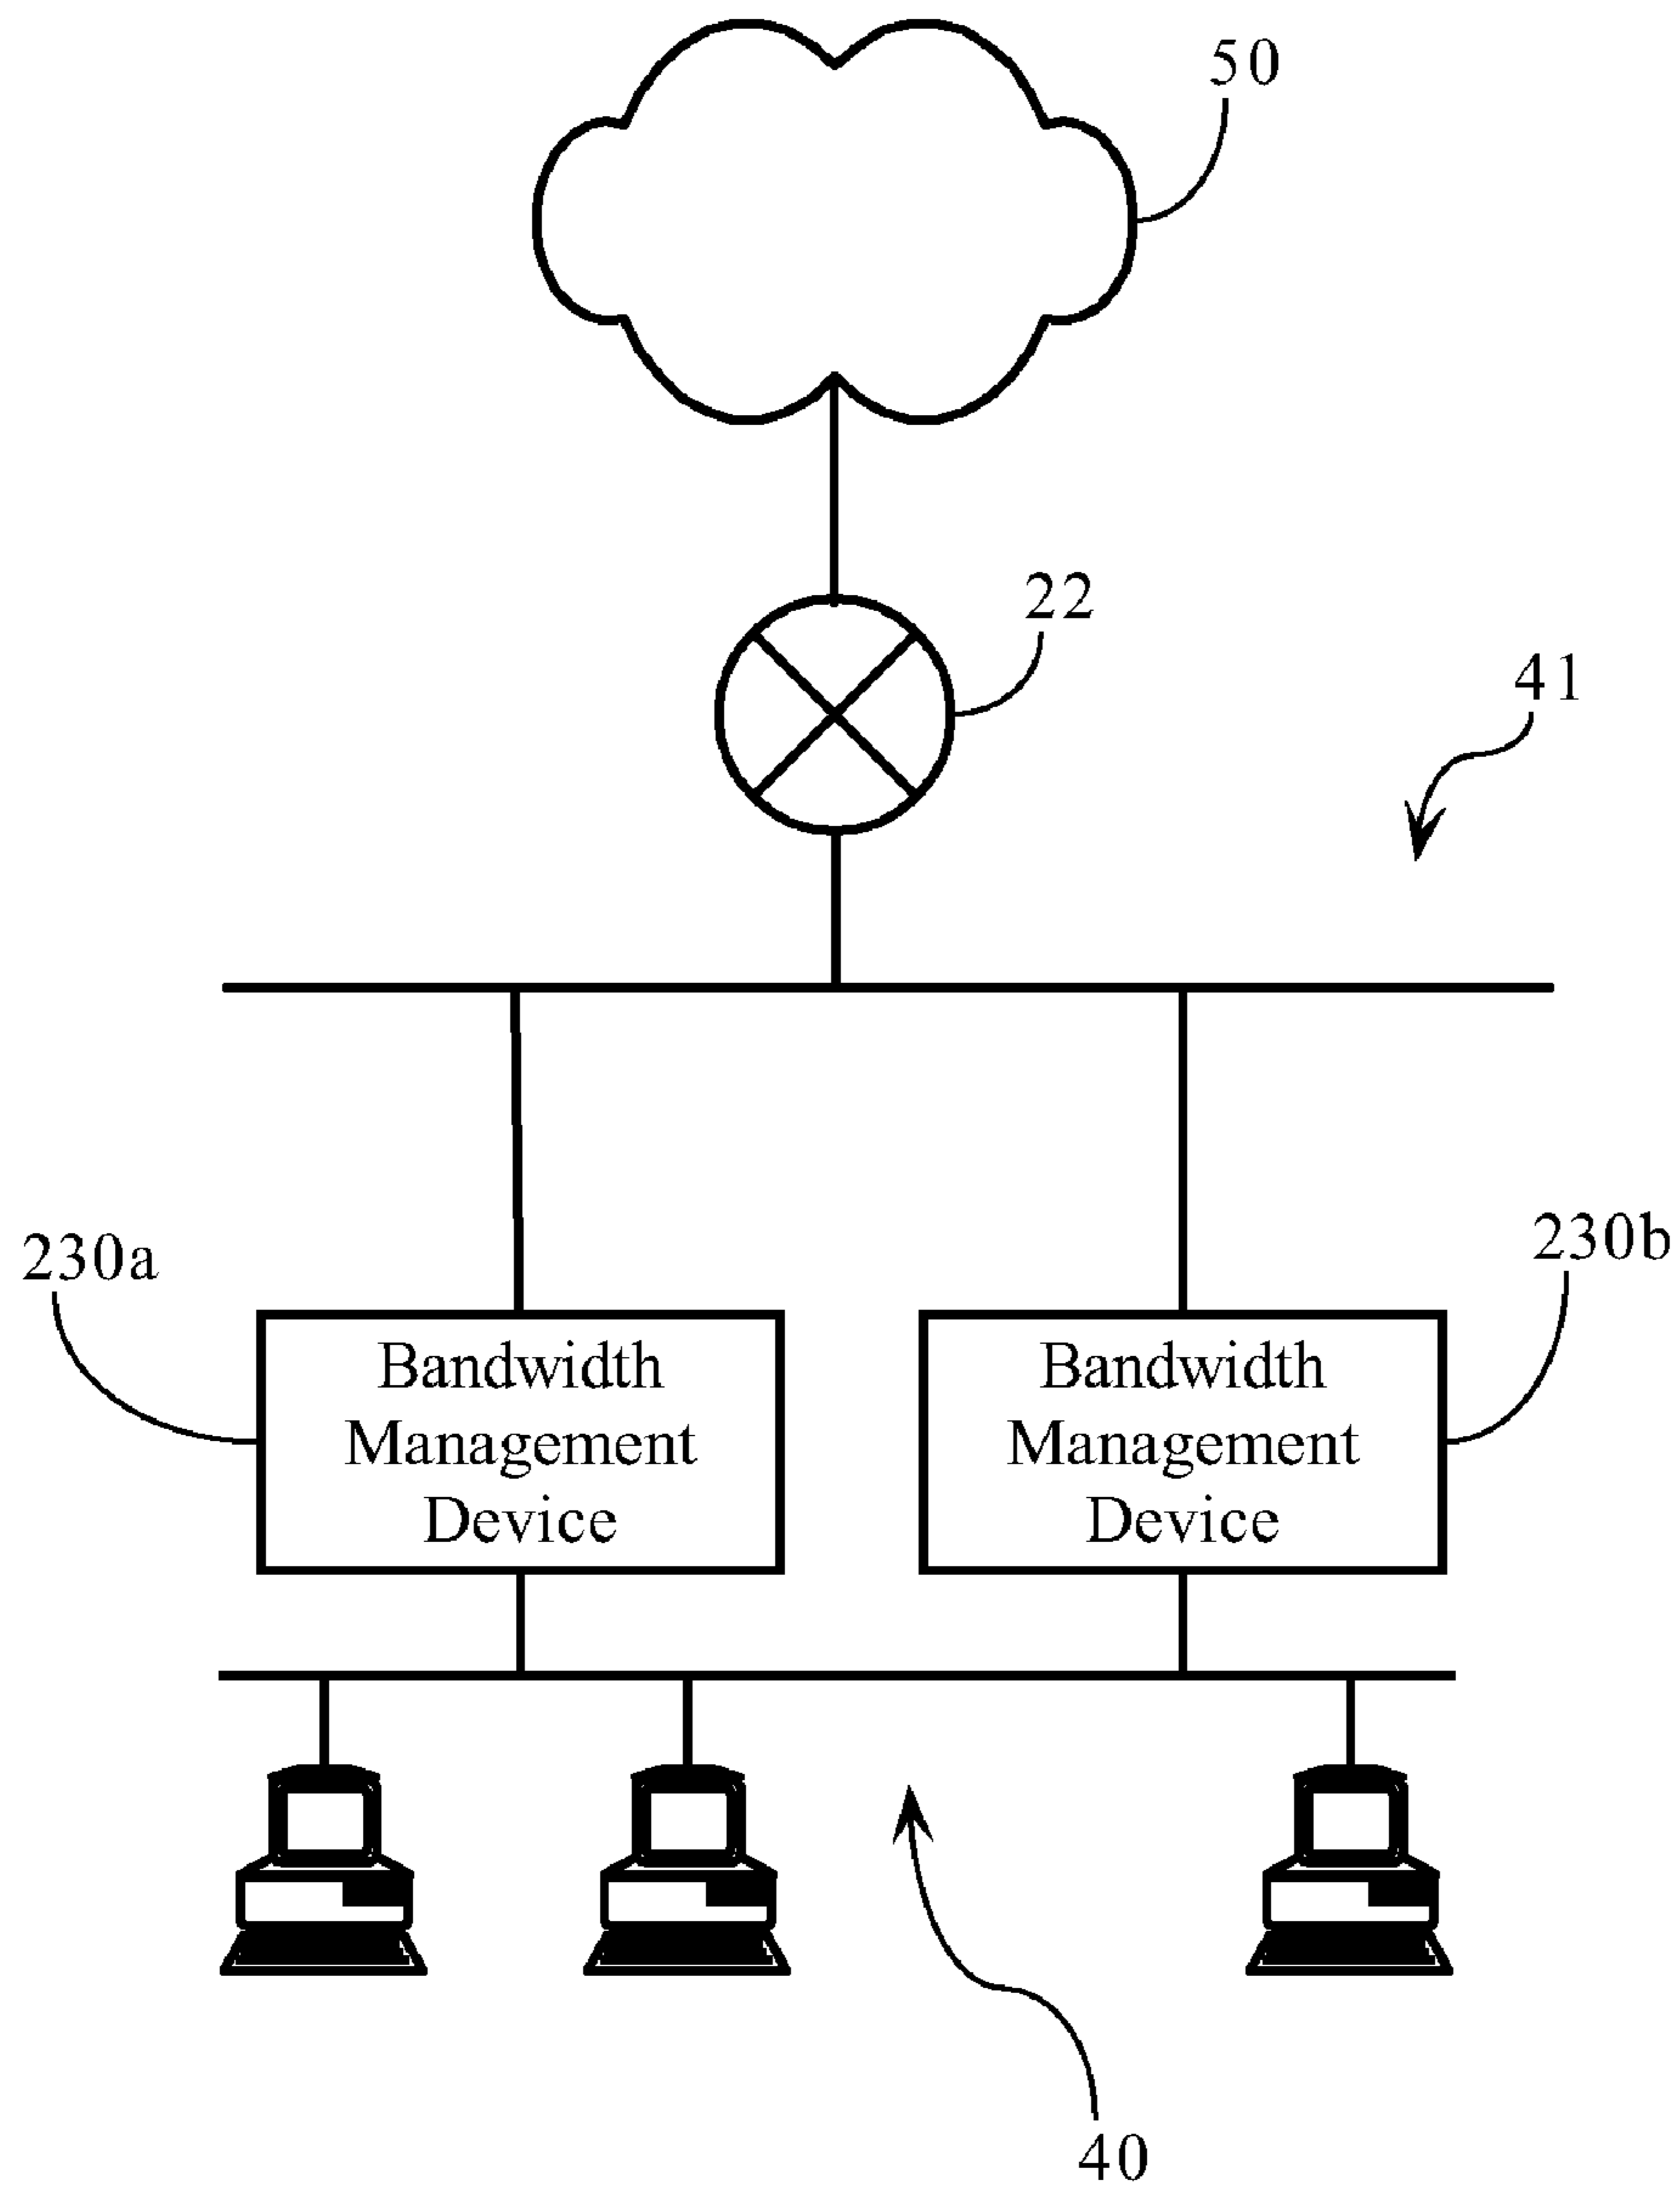 50
22
41
230a
230b
Bandwidth
Management
Device
Bandwidth
Management
Device
40